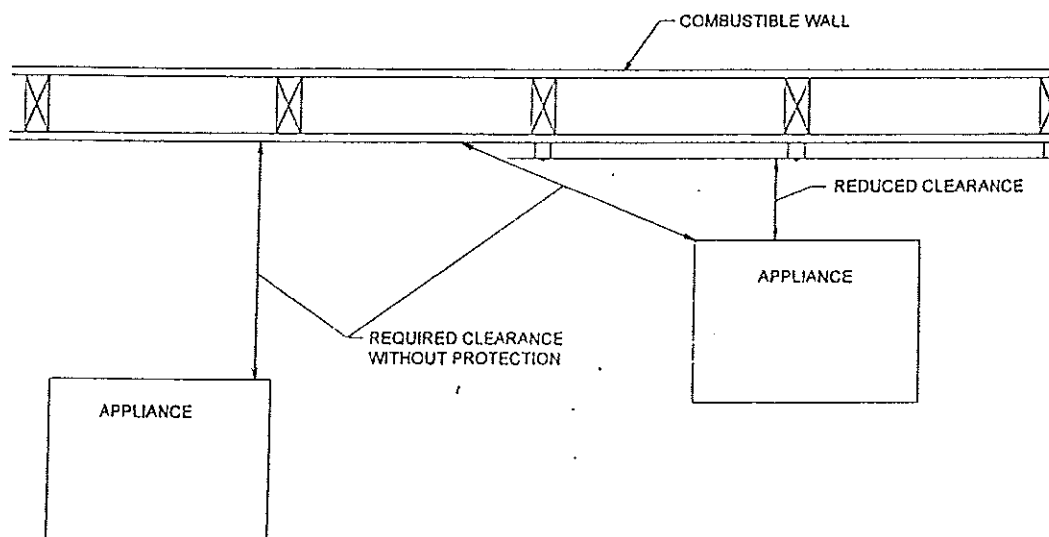 COMBUSTIBLE WALL
REDUCED CLEARANCE
APPLIANCE
REQUIRED CLEARANCE
WITHOUT PROTECTION
APPLIANCE